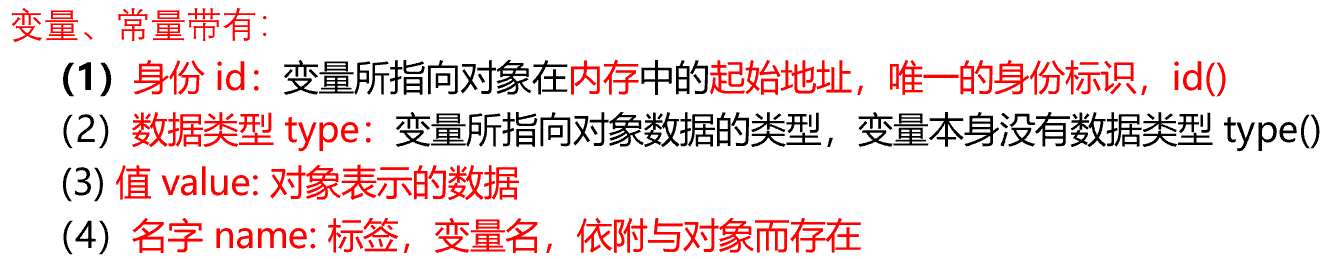 变量、常量带有：
（1）身份 id：变量所指向对象在内存中的起始地址，唯一的身份标识，id()
（2）数据类型 type：变量所指向对象数据的类型，变量本身没有数据类型 type()
(3) 值 value: 对象表示的数据
（4）名字 name: 标签，变量名，依附与对象而存在